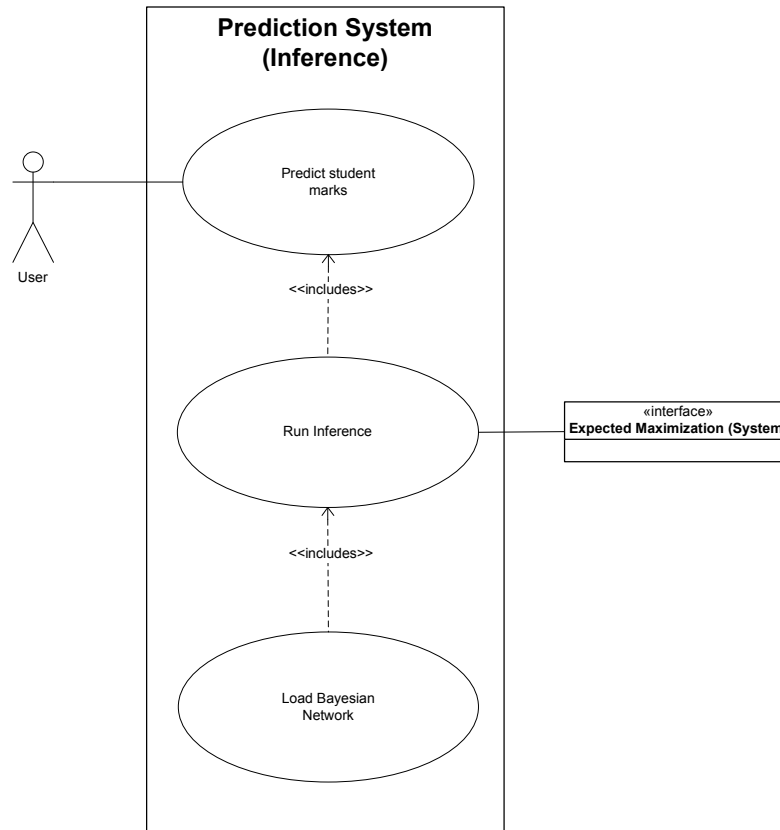 Prediction System
(Inference)
Predict student
marks
User
<<includes>>
Run Inference
«interface»
Expected Maximization (System
<<includes>>
Load Bayesian
Network